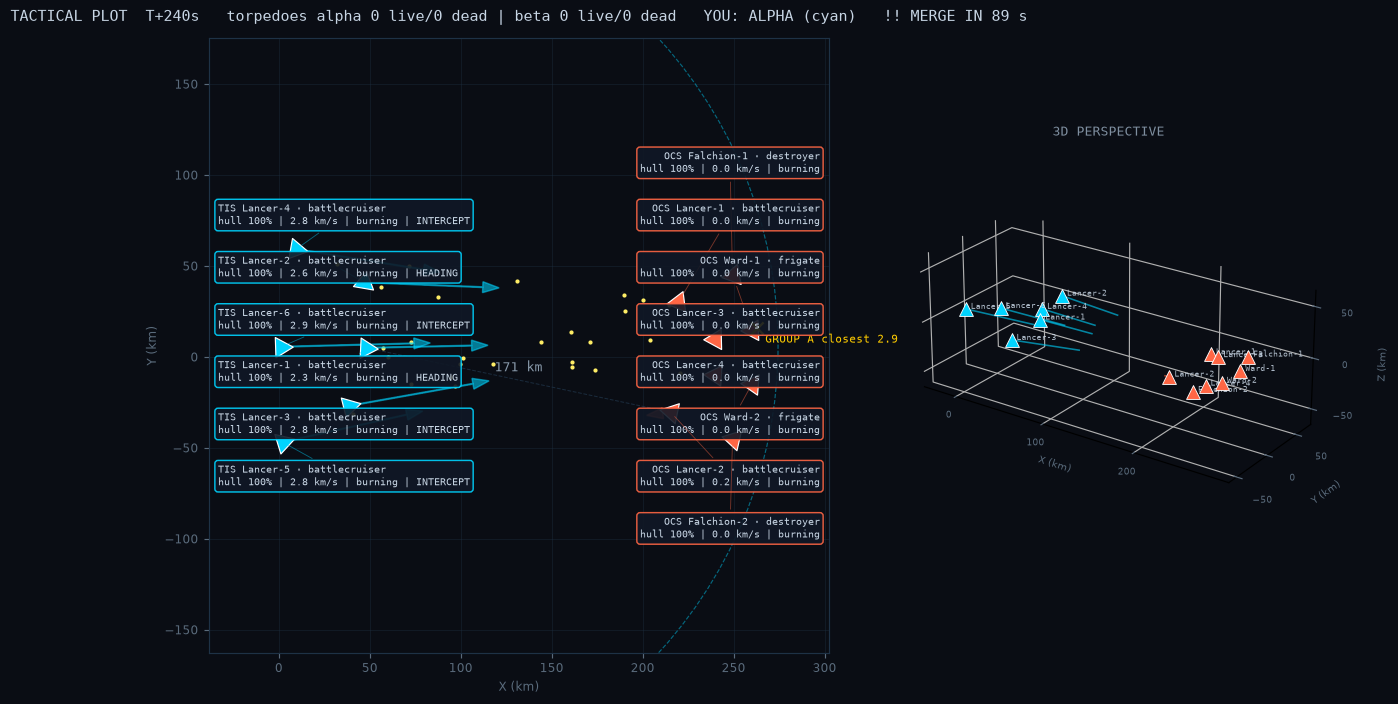 TACTICAL PLOT  T+240s   torpedoes alpha 0 live/0 dead | beta 0 live/0 dead   YOU: ALPHA (cyan)   !! MERGE IN 89 s
3D PERSPECTIVE
OCS Falchion-1 · destroyer
hull 100% | 0.0 km/s | burning
TIS Lancer-4 · battlecruiser
hull 100% | 2.8 km/s | burning | INTERCEPT
OCS Lancer-1 · battlecruiser
hull 100% | 0.0 km/s | burning
TIS Lancer-2 · battlecruiser
hull 100% | 2.6 km/s | burning | HEADING
OCS Ward-1 · frigate
hull 100% | 0.0 km/s | burning
TIS Lancer-6 · battlecruiser
hull 100% | 2.9 km/s | burning | INTERCEPT
OCS Lancer-3 · battlecruiser
hull 100% | 0.0 km/s | burning
GROUP A closest 2.9
TIS Lancer-1 · battlecruiser
hull 100% | 2.3 km/s | burning | HEADING
171 km
OCS Lancer-4 · battlecruiser
hull 100% | 0.0 km/s | burning
TIS Lancer-3 · battlecruiser
hull 100% | 2.8 km/s | burning | INTERCEPT
OCS Ward-2 · frigate
hull 100% | 0.0 km/s | burning
TIS Lancer-5 · battlecruiser
hull 100% | 2.8 km/s | burning | INTERCEPT
OCS Lancer-2 · battlecruiser
hull 100% | 0.2 km/s | burning
OCS Falchion-2 · destroyer
hull 100% | 0.0 km/s | burning
150
100
50
0
−50
−100
−150
Y (km)
0 50 100 150 200 250 300
X (km)
Lancer-2
Lancer-4
Lancer-1
Lancer-3
Falchion-1
Ward-1
Lancer-2
0
100
200
X (km)
−50
0
50
Y (km)
50
0
−50
Z (km)